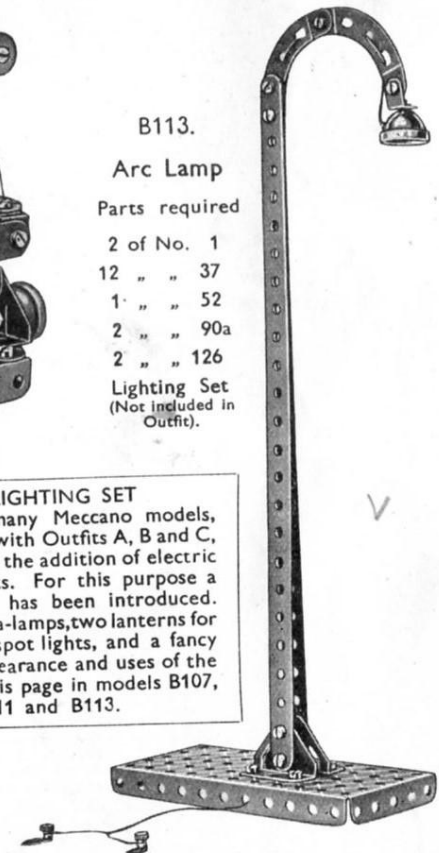 B113.
Arc Lamp
Parts required
2 of No. 1
12 „ „ 37
1 „ „ 52
2 „ „ 90a
2 „ „ 126
Lighting Set
(Not included in
Outfit).
LIGHTING SET
many Meccano models,
with Outfits A, B and C,
the addition of electric
ts. For this purpose a
has been introduced.
a-lamps, two lanterns for
spot lights, and a fancy
earance and uses of the
is page in models B107,
11 and B113.